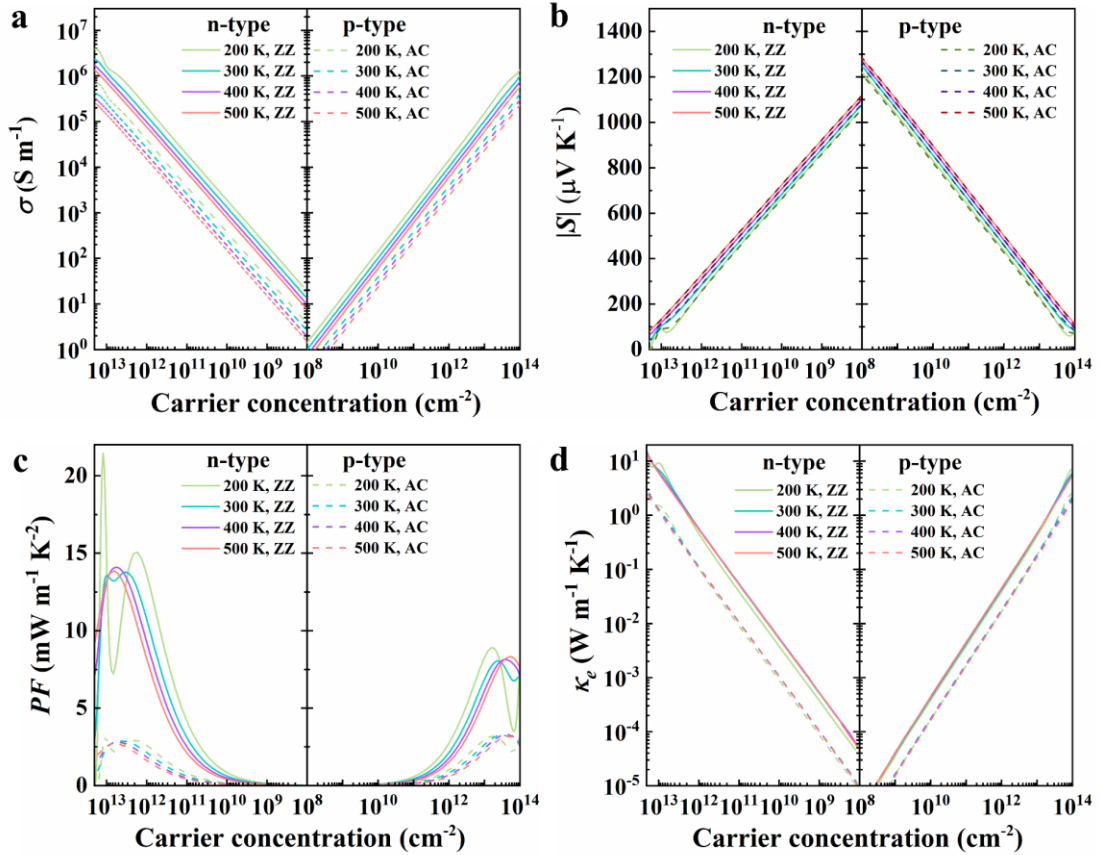 a
n-type
p-type
200 K, ZZ
300 K, ZZ
400 K, ZZ
500 K, ZZ
200 K, AC
300 K, AC
400 K, AC
500 K, AC
σ (S m⁻¹)
10⁷
10⁶
10⁵
10⁴
10³
10²
10¹
10⁰
10¹³ 10¹² 10¹¹ 10¹⁰ 10⁹ 10⁸ 10¹⁰ 10¹² 10¹⁴
Carrier concentration (cm⁻²)
b
n-type
p-type
200 K, ZZ
300 K, ZZ
400 K, ZZ
500 K, ZZ
200 K, AC
300 K, AC
400 K, AC
500 K, AC
|S| (μV K⁻¹)
1400
1200
1000
800
600
400
200
0
10¹³ 10¹² 10¹¹ 10¹⁰ 10⁹ 10⁸ 10¹⁰ 10¹² 10¹⁴
Carrier concentration (cm⁻²)
c
n-type
p-type
200 K, ZZ
300 K, ZZ
400 K, ZZ
500 K, ZZ
200 K, AC
300 K, AC
400 K, AC
500 K, AC
PF (mW m⁻¹ K⁻²)
20
15
10
5
0
10¹³ 10¹² 10¹¹ 10¹⁰ 10⁹ 10⁸ 10¹⁰ 10¹² 10¹⁴
Carrier concentration (cm⁻²)
d
n-type
p-type
200 K, ZZ
300 K, ZZ
400 K, ZZ
500 K, ZZ
200 K, AC
300 K, AC
400 K, AC
500 K, AC
κₑ (W m⁻¹ K⁻¹)
10¹
10⁰
10⁻¹
10⁻²
10⁻³
10⁻⁴
10⁻⁵
10¹³ 10¹² 10¹¹ 10¹⁰ 10⁹ 10⁸ 10¹⁰ 10¹² 10¹⁴
Carrier concentration (cm⁻²)